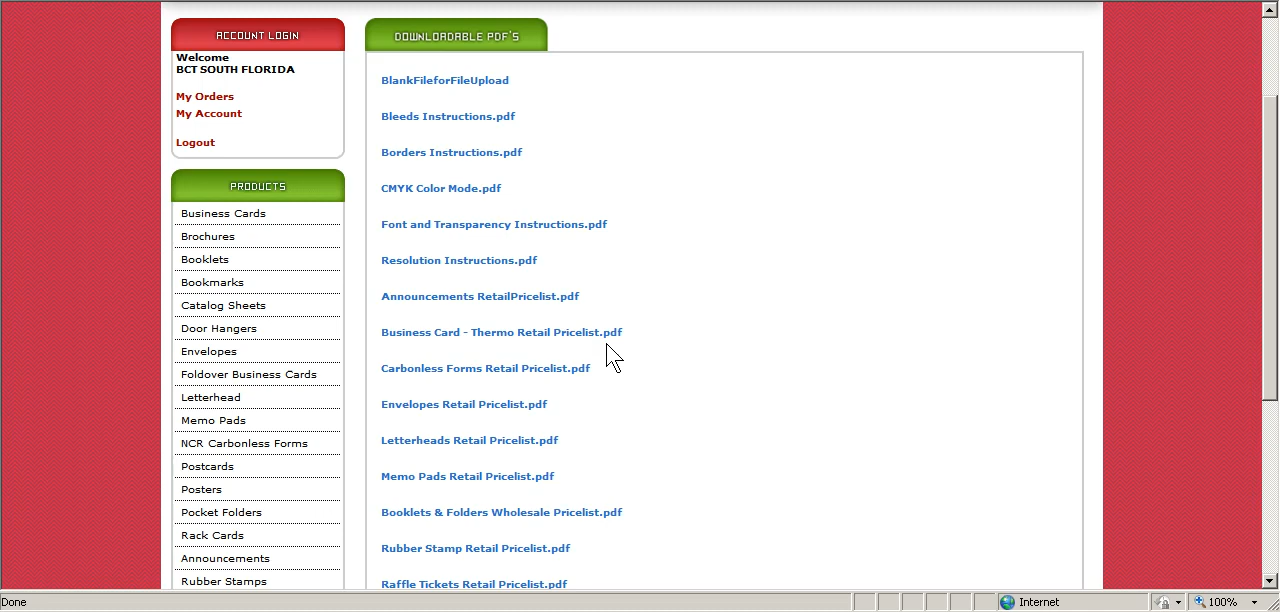 ACCOUNT LOGIN
Welcome
BCT SOUTH FLORIDA
My Orders
My Account
Logout
PRODUCTS
Business Cards
Brochures
Booklets
Bookmarks
Catalog Sheets
Door Hangers
Envelopes
Foldover Business Cards
Letterhead
Memo Pads
NCR Carbonless Forms
Postcards
Posters
Pocket Folders
Rack Cards
Announcements
Rubber Stamps
DOWNLOADABLE PDF'S
BlankFileforFileUpload
Bleeds Instructions.pdf
Borders Instructions.pdf
CMYK Color Mode.pdf
Font and Transparency Instructions.pdf
Resolution Instructions.pdf
Announcements RetailPricelist.pdf
Business Card - Thermo Retail Pricelist.pdf
Carbonless Forms Retail Pricelist.pdf
Envelopes Retail Pricelist.pdf
Letterheads Retail Pricelist.pdf
Memo Pads Retail Pricelist.pdf
Booklets & Folders Wholesale Pricelist.pdf
Rubber Stamp Retail Pricelist.pdf
Raffle Tickets Retail Pricelist.pdf
Done
Internet
100%